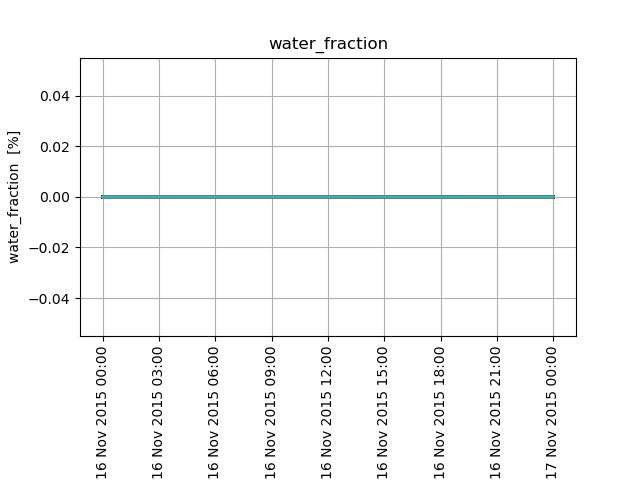 water_fraction
water_fraction [%]
0.04
0.02
0.00
−0.02
−0.04
16 Nov 2015 00:00
16 Nov 2015 03:00
16 Nov 2015 06:00
16 Nov 2015 09:00
16 Nov 2015 12:00
16 Nov 2015 15:00
16 Nov 2015 18:00
16 Nov 2015 21:00
17 Nov 2015 00:00